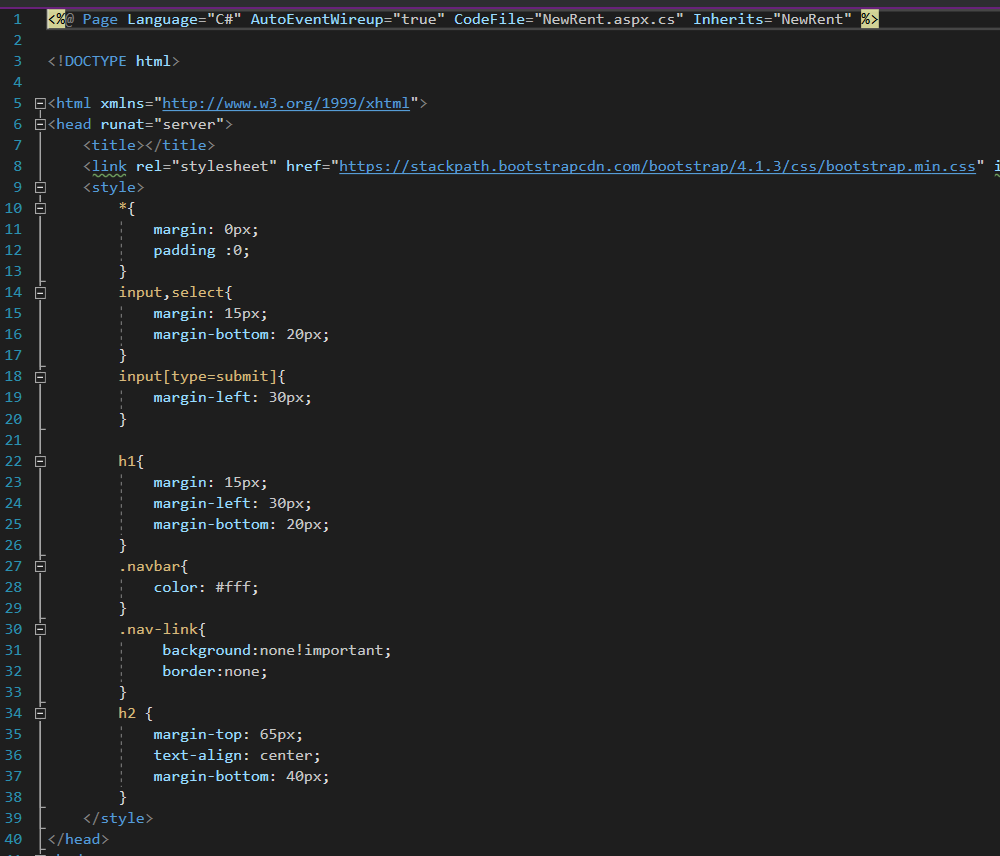 1 <%@ Page Language="C#" AutoEventWireup="true" CodeFile="NewRent.aspx.cs" Inherits="NewRent" %>
2
3 <!DOCTYPE html>
4
5 <html xmlns="http://www.w3.org/1999/xhtml">
6 <head runat="server">
7     <title></title>
8     <link rel="stylesheet" href="https://stackpath.bootstrapcdn.com/bootstrap/4.1.3/css/bootstrap.min.css"
9     <style>
10         *{
11             margin: 0px;
12             padding :0;
13         }
14         input,select{
15             margin: 15px;
16             margin-bottom: 20px;
17         }
18         input[type=submit]{
19             margin-left: 30px;
20         }
21
22         h1{
23             margin: 15px;
24             margin-left: 30px;
25             margin-bottom: 20px;
26         }
27         .navbar{
28             color: #fff;
29         }
30         .nav-link{
31              background:none!important;
32              border:none;
33         }
34         h2 {
35             margin-top: 65px;
36             text-align: center;
37             margin-bottom: 40px;
38         }
39     </style>
40 </head>